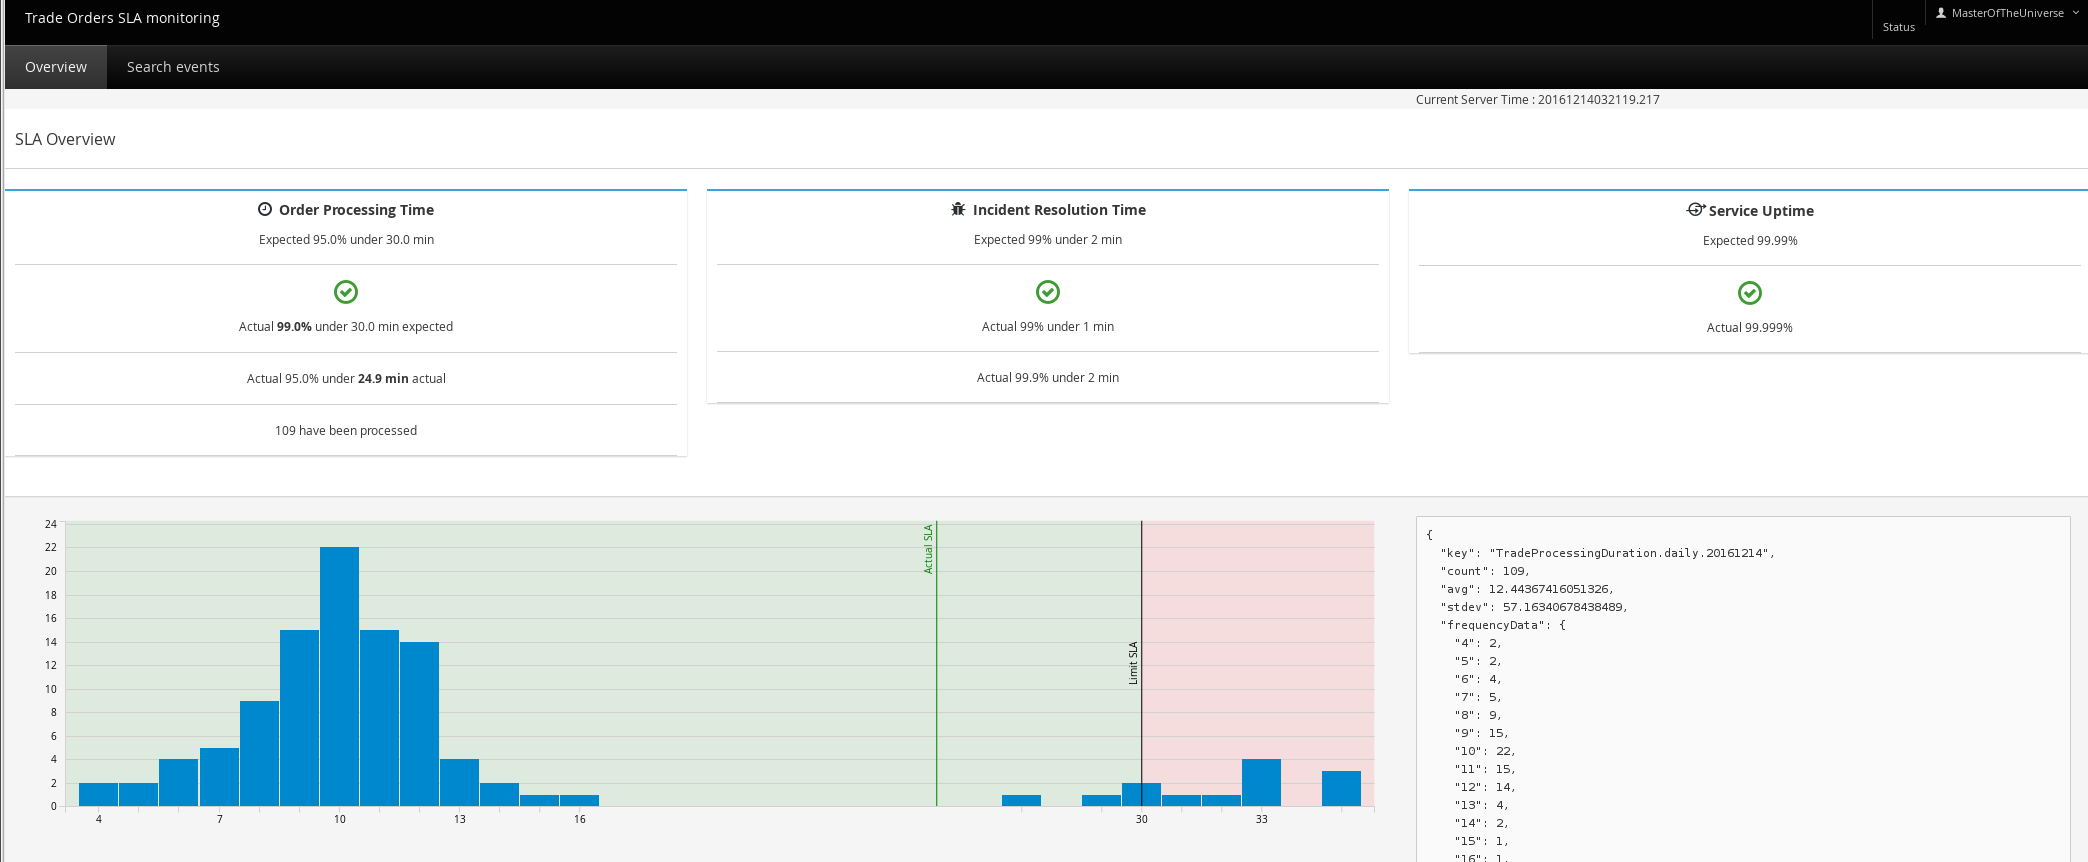 Trade Orders SLA monitoring
Status
MasterOfTheUniverse
Overview
Search events
Current Server Time : 20161214032119.217
SLA Overview
Order Processing Time
Expected 95.0% under 30.0 min
Actual 99.0% under 30.0 min expected
Actual 95.0% under 24.9 min actual
109 have been processed
Incident Resolution Time
Expected 99% under 2 min
Actual 99% under 1 min
Actual 99.9% under 2 min
Service Uptime
Expected 99.99%
Actual 99.999%
24
22
20
18
16
14
12
10
8
6
4
2
0
Actual SLA
Limit SLA
4
7
10
13
16
30
33
{
"key": "TradeProcessingDuration.daily.20161214",
"count": 109,
"avg": 12.44367416051326,
"stdev": 57.16340678438489,
"frequencyData": {
"4": 2,
"5": 2,
"6": 4,
"7": 5,
"8": 9,
"9": 15,
"10": 22,
"11": 15,
"12": 14,
"13": 4,
"14": 2,
"15": 1,
"16": 1,